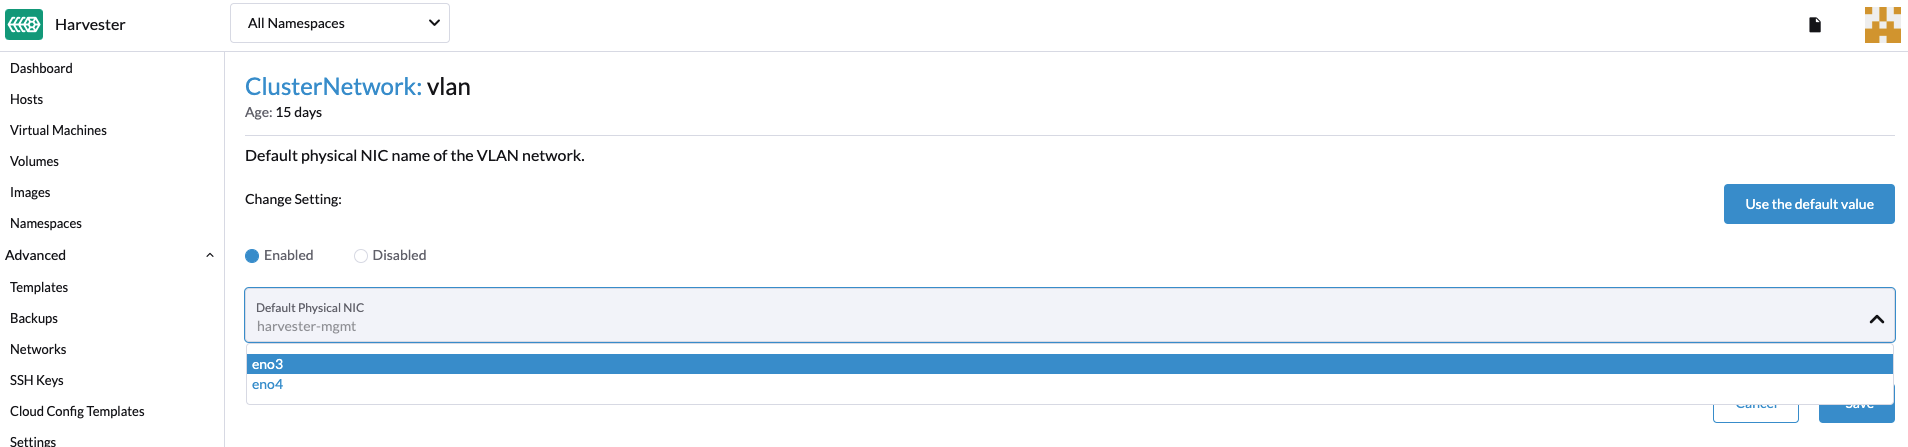 Harvester
All Namespaces
Dashboard
Hosts
Virtual Machines
Volumes
Images
Namespaces
Advanced
Templates
Backups
Networks
SSH Keys
Cloud Config Templates
Settings
ClusterNetwork: vlan
Age: 15 days
Default physical NIC name of the VLAN network.
Change Setting:
Use the default value
Enabled
Disabled
Default Physical NIC
harvester-mgmt
eno3
eno4
Cancel
Save